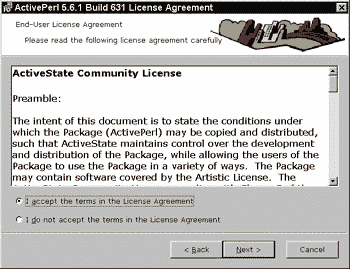 ActivePerl 5.6.1 Build 631 License Agreement
End-User License Agreement
Please read the following license agreement carefully
ActiveState Community License
Preamble:
The intent of this document is to state the conditions under
which the Package (ActivePerl) may be copied and distributed,
such that ActiveState maintains control over the development
and distribution of the Package, while allowing the users of the
Package to use the Package in a variety of ways. The Package
may contain software covered by the Artistic License. The
I accept the terms in the License Agreement
I do not accept the terms in the License Agreement
< Back
Next >
Cancel